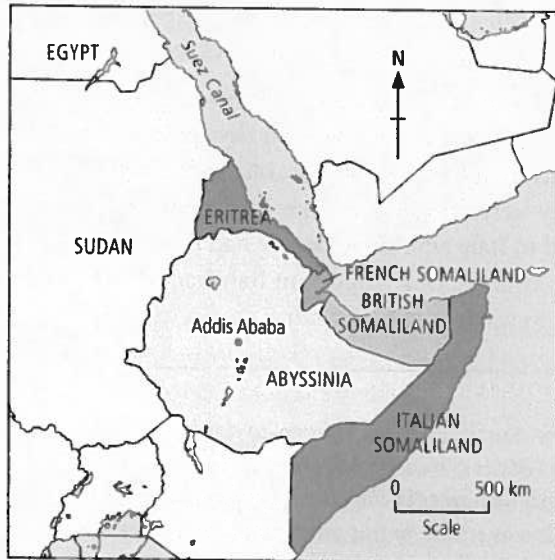 EGYPT
Suez Canal
N
ERITREA
SUDAN
FRENCH SOMALILAND
BRITISH
SOMALILAND
Addis Ababa
ABYSSINIA
ITALIAN
SOMALILAND
0 500 km
Scale